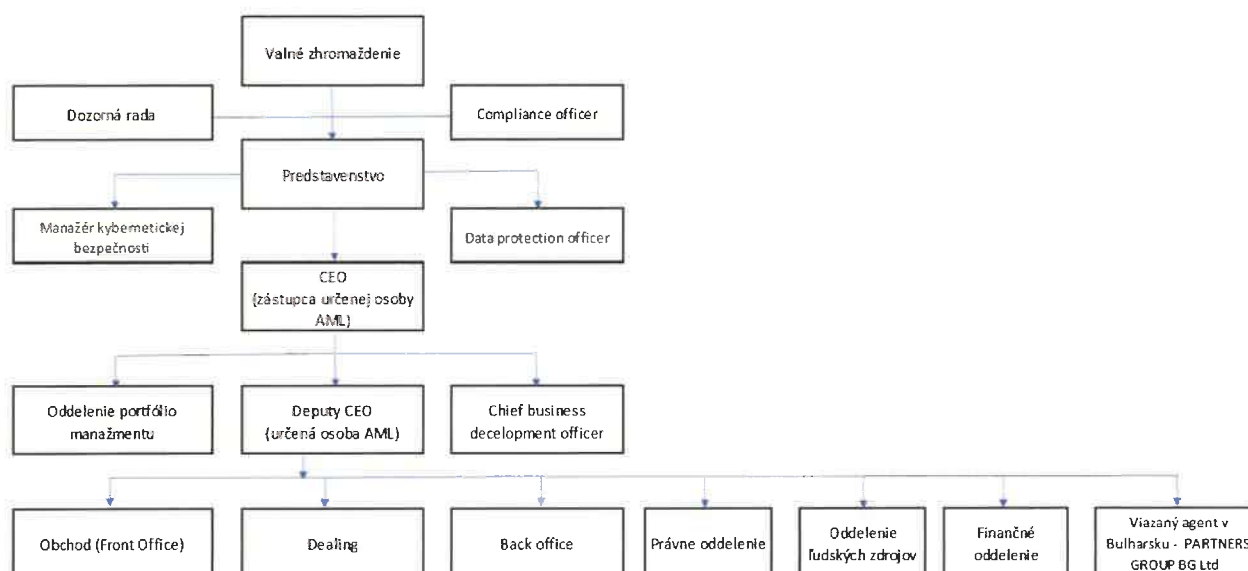 Valné zhromaždenie
Dozorná rada
Compliance officer
Predstavenstvo
Manažér kybernetickej
bezpečnosti
Data protection officer
CEO
(zástupca určenej osoby
AML)
Oddelenie portfólio
manažmentu
Deputy CEO
(určená osoba AML)
Chief business
decelopment officer
Obchod (Front Office)
Dealing
Back office
Právne oddelenie
Oddelenie
ľudských zdrojov
Finančné
oddelenie
Viazaný agent v
Bulharsku - PARTNERS
GROUP BG Ltd